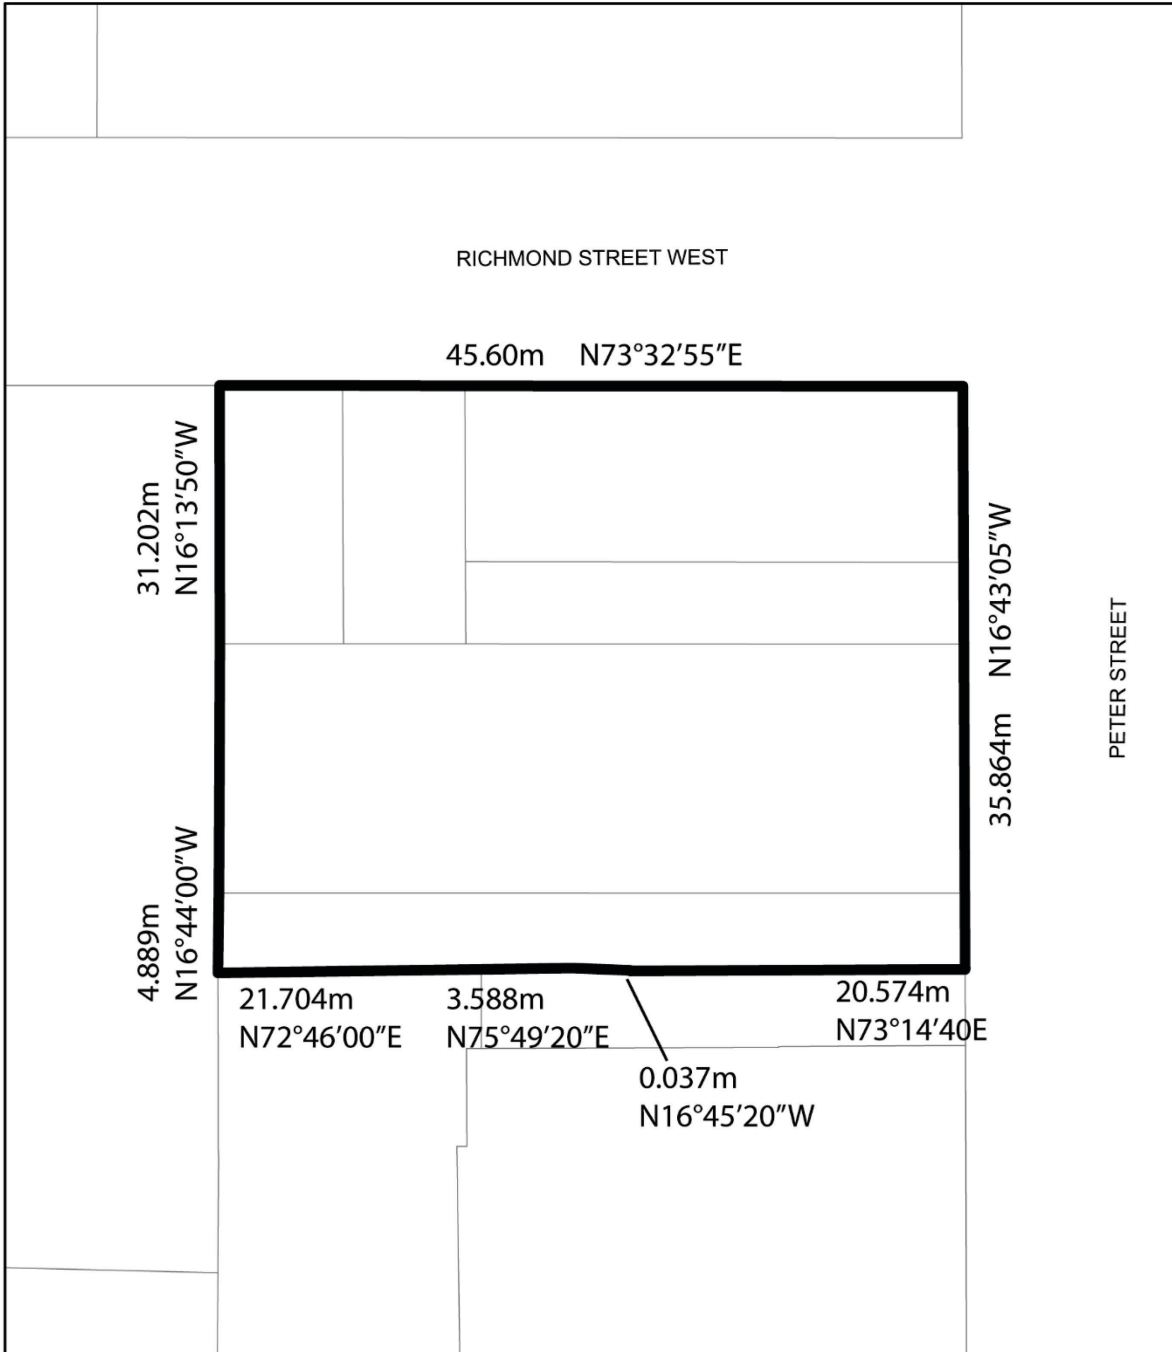 RICHMOND STREET WEST
45.60m N73°32'55"E
31.202m
N16°13'50"W
35.864m N16°43'05"W
PETER STREET
4.889m
N16°44'00"W
21.704m
N72°46'00"E
3.588m
N75°49'20"E
20.574m
N73°14'40E
0.037m
N16°45'20"W